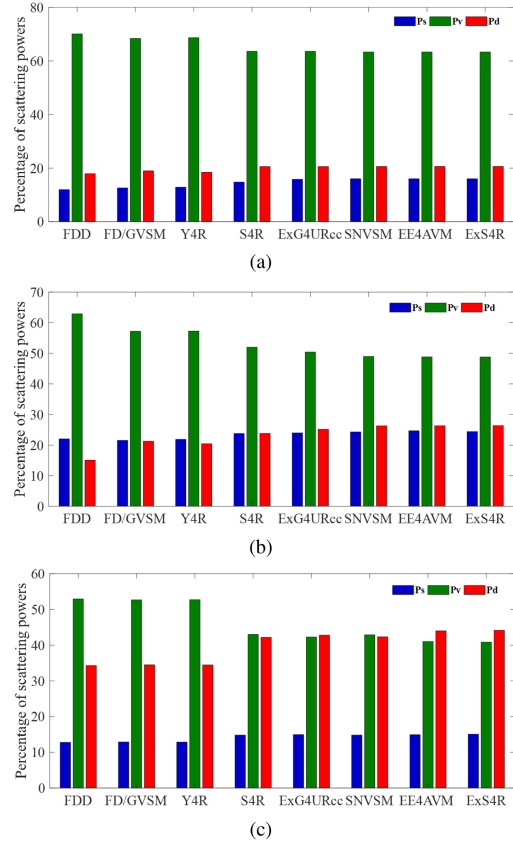 80
Ps Pv Pd
60
40
20
0
Percentage of scattering powers
FDD FD/GVSM Y4R S4R ExG4URcc SNVSM EE4AVM ExS4R
(a)
70
Ps Pv Pd
60
50
40
30
20
10
0
Percentage of scattering powers
FDD FD/GVSM Y4R S4R ExG4URcc SNVSM EE4AVM ExS4R
(b)
60
Ps Pv Pd
50
40
30
20
10
0
Percentage of scattering powers
FDD FD/GVSM Y4R S4R ExG4URcc SNVSM EE4AVM ExS4R
(c)